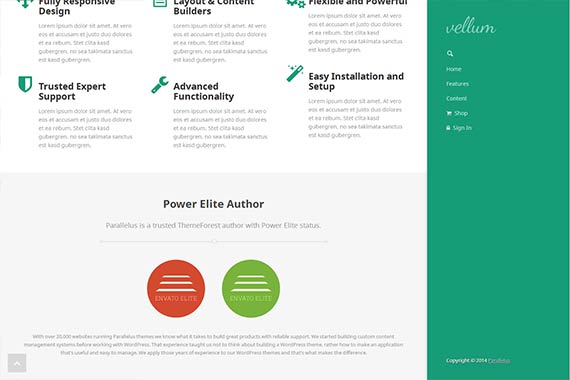 Fully Responsive
Design
Lorem ipsum dolor sit amet. At vero
eos et accusam et justo duo dolores
et ea rebum. Stet clita kasd
gubergren.
Layout & Content
Builders
Lorem ipsum dolor sit amet. At vero
eos et accusam et justo duo dolores
et ea rebum. Stet clita kasd
gubergren, no sea takimata sanctus
est kasd gubergren.
Flexible and Powerful
Lorem ipsum dolor sit amet. At vero
eos et accusam et justo duo dolores
et ea rebum. Stet clita kasd
gubergren.
Trusted Expert
Support
Lorem ipsum dolor sit amet. At vero
eos et accusam et justo duo dolores
et ea rebum. Stet clita kasd
gubergren, no sea takimata sanctus
est kasd gubergren.
Advanced
Functionality
Lorem ipsum dolor sit amet. At vero
eos et accusam et justo duo dolores
et ea rebum. Stet clita kasd
gubergren, no sea takimata sanctus
est kasd gubergren.
Easy Installation and
Setup
Lorem ipsum dolor sit amet. At vero
eos et accusam et justo duo dolores
et ea rebum. Stet clita kasd
gubergren, no sea takimata sanctus
est kasd gubergren.
Power Elite Author
Parallelus is a trusted ThemeForest author with Power Elite status.
ENVATO ELITE
ENVATO ELITE
With over 20,000 websites running Parallelus themes we know what it takes to build great products with reliable support. We started building custom content
management systems before working with WordPress. That experience taught us not to think about building a WordPress theme, rather how to make an application
that's useful and easy to manage. We apply those years of experience to our WordPress themes and that's what makes the difference.
vellum
Home
Features
Content
Shop
Sign In
Copyright © 2014 Parallelus